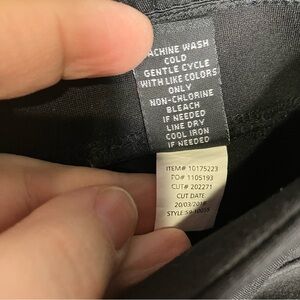 MACHINE WASH
COLD
GENTLE CYCLE
WITH LIKE COLORS
ONLY
NON-CHLORINE
BLEACH
IF NEEDED
LINE DRY
COOL IRON
IF NEEDED
ITEM# 10175223
PO# 1105193
CUT# 202271
CUT DATE
20/03/2018
STYLE